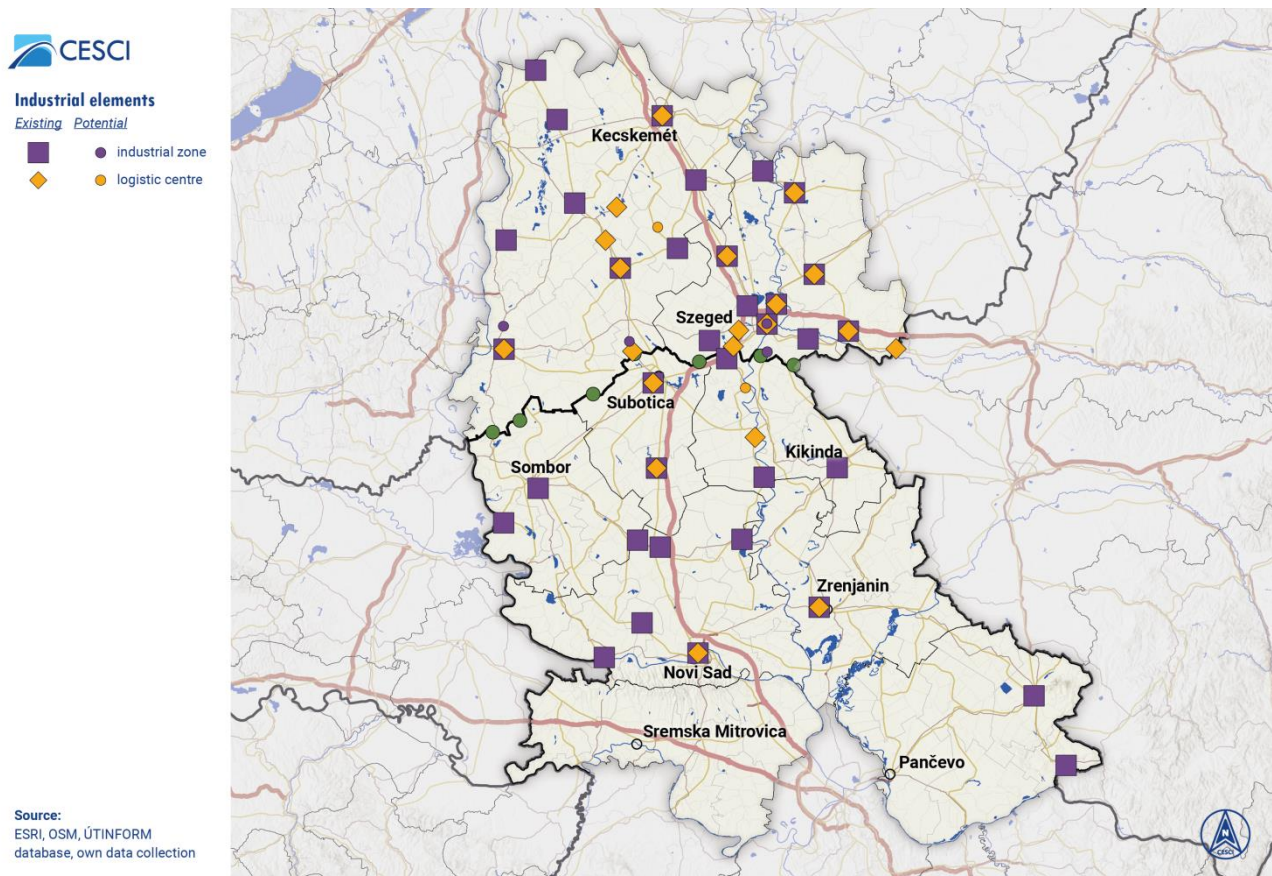 CESCI
Industrial elements
Existing Potential
industrial zone
logistic centre
Kecskemét
Szeged
Subotica
Kikinda
Sombor
Zrenjanin
Novi Sad
Sremska Mitrovica
Pančevo
Source:
ESRI, OSM, ÚTINFORM
database, own data collection
N
CESCI